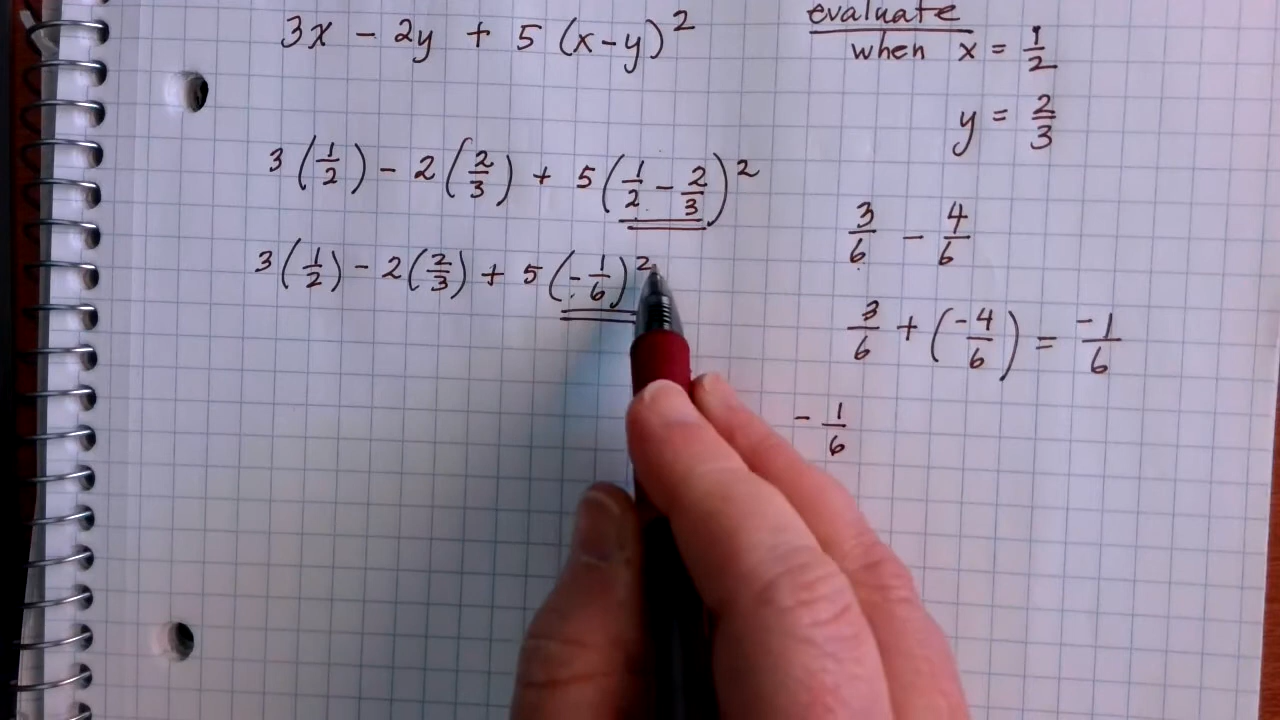 3x - 2y + 5 (x-y)²
evaluate
when x = 1/2
y = 2/3
3(1/2) - 2(2/3) + 5(1/2 - 2/3)²
3(1/2) - 2(2/3) + 5(-1/6)²
3/6 - 4/6
3/6 + (-4/6) = -1/6
- 1/6